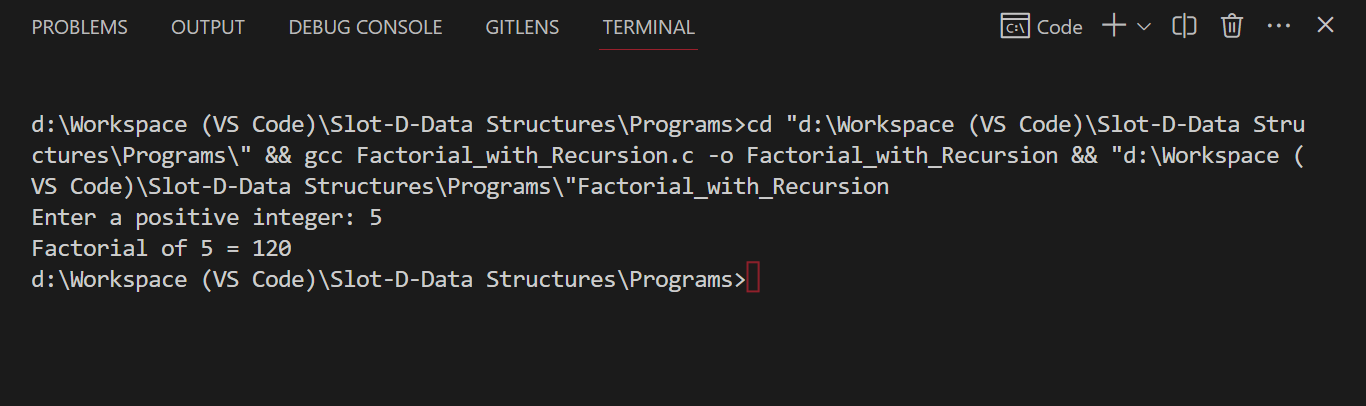 PROBLEMS OUTPUT DEBUG CONSOLE GITLENS TERMINAL C:\ Code
d:\Workspace (VS Code)\Slot-D-Data Structures\Programs>cd "d:\Workspace (VS Code)\Slot-D-Data Stru
ctures\Programs\" && gcc Factorial_with_Recursion.c -o Factorial_with_Recursion && "d:\Workspace (
VS Code)\Slot-D-Data Structures\Programs\"Factorial_with_Recursion
Enter a positive integer: 5
Factorial of 5 = 120
d:\Workspace (VS Code)\Slot-D-Data Structures\Programs>